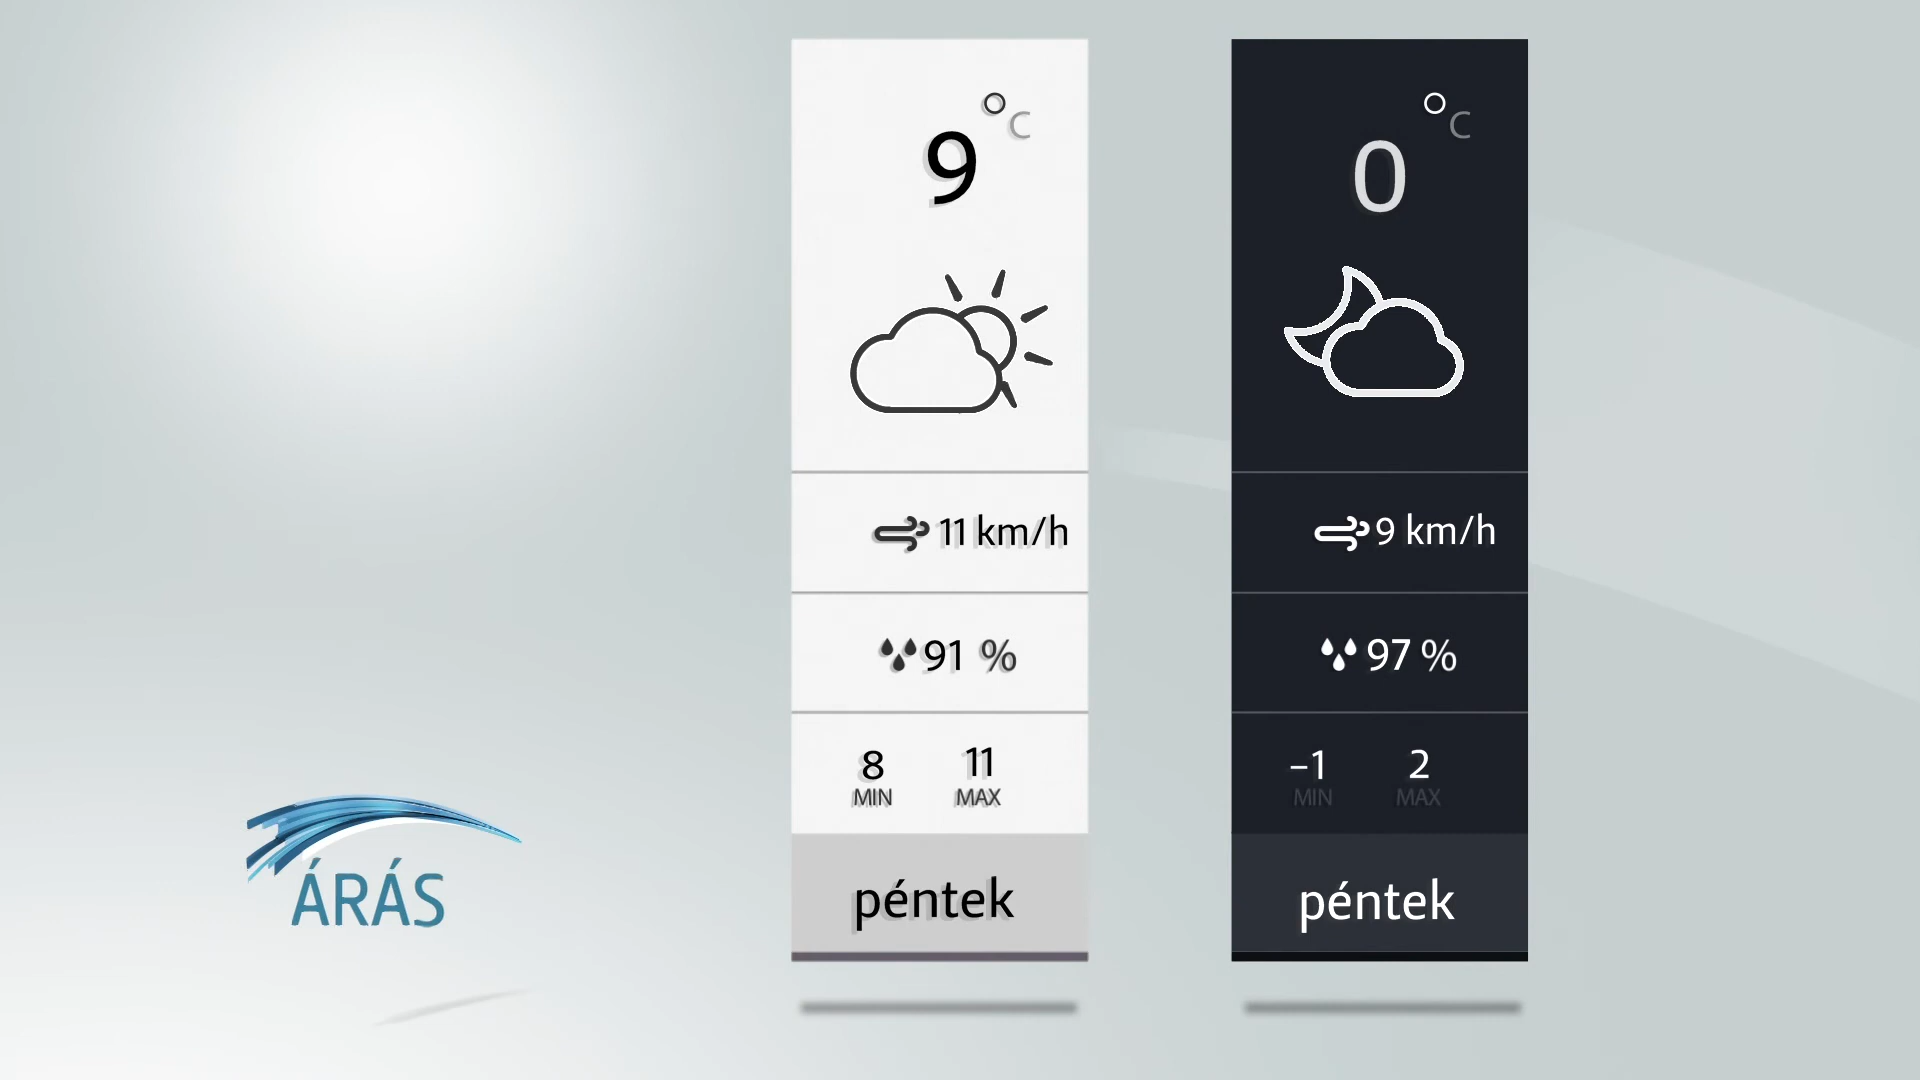 9 °C
11 km/h
91 %
8 11
MIN MAX
péntek
0 °C
9 km/h
97 %
–1 2
MIN MAX
péntek
ÁRÁS